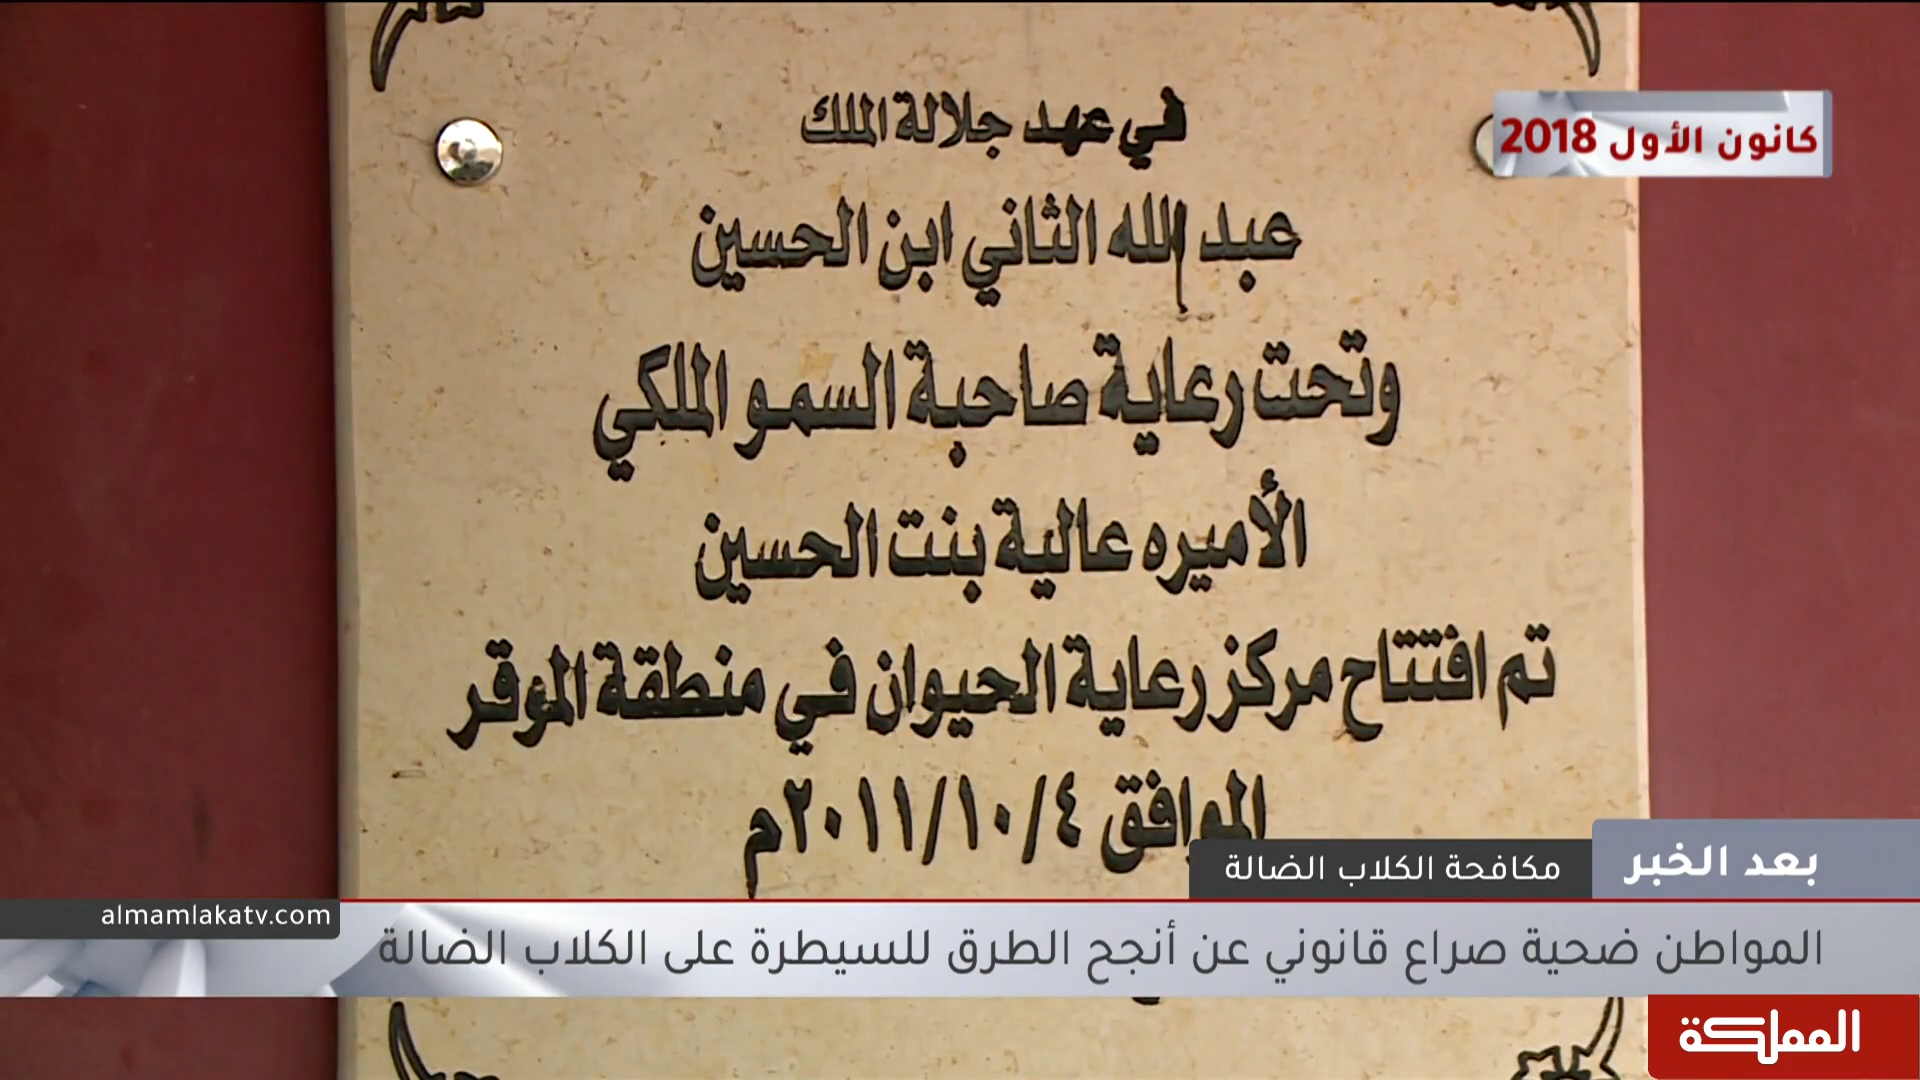 في عهد جلالة الملك
كانون الأول 2018
عبد الله الثاني ابن الحسين
وتحت رعاية صاحبة السمو الملكي
الأميره عالية بنت الحسين
تم افتتاح مركز رعاية الحيوان في منطقة الموقر
الموافق ٢٠١١/١٠/٤م
بعد الخبر
مكافحة الكلاب الضالة
almamlakatv.com
المواطن ضحية صراع قانوني عن أنجح الطرق للسيطرة على الكلاب الضالة
المملكة